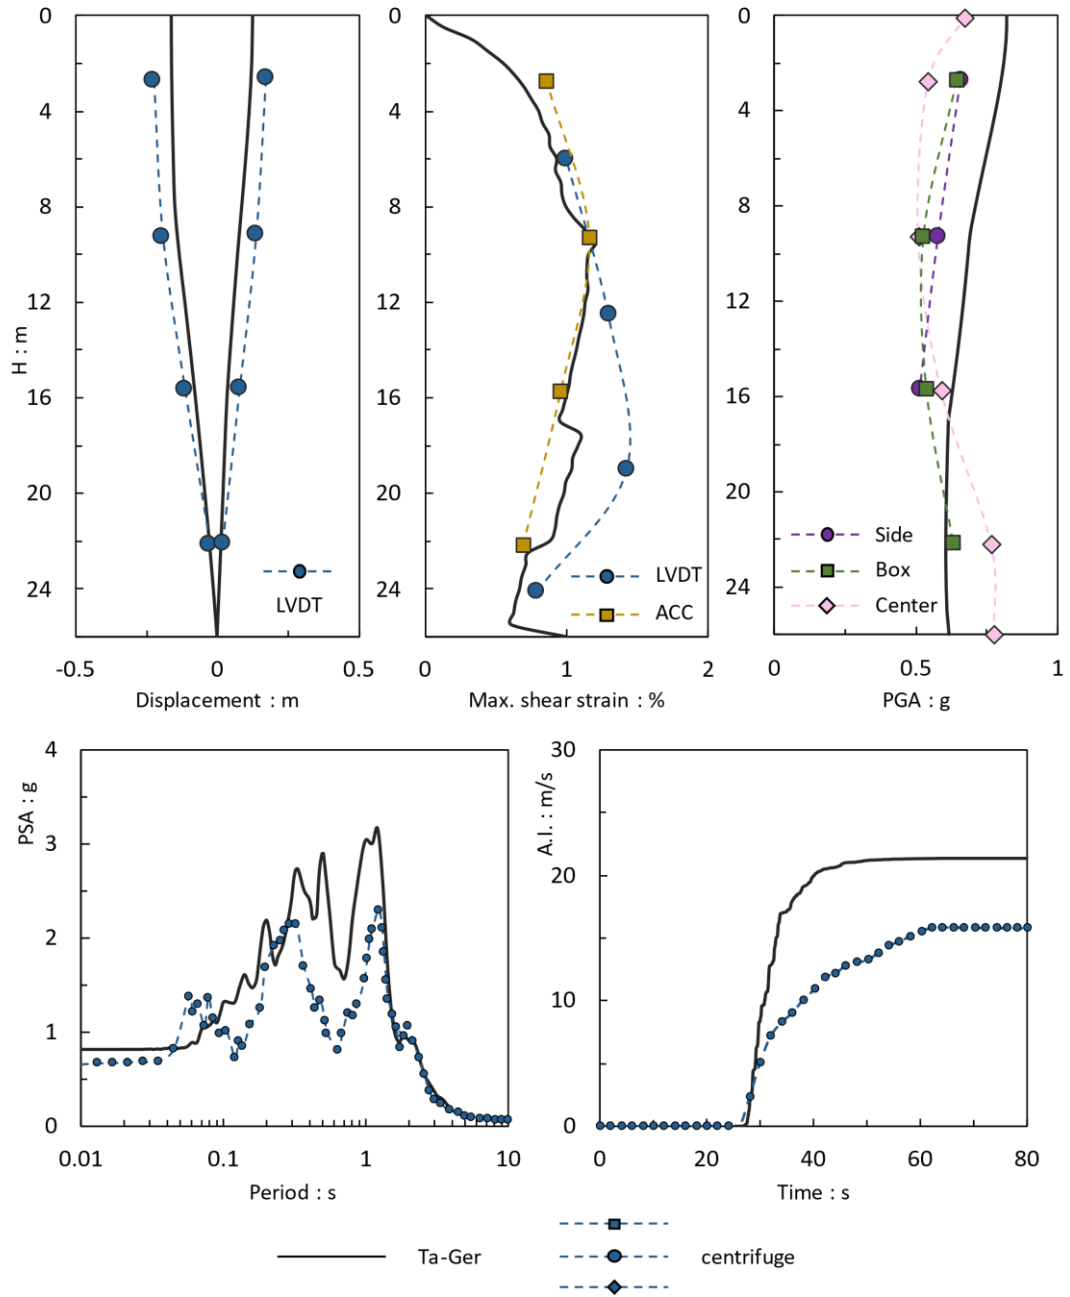 0
4
8
12
16
20
24
H : m
LVDT
-0.5 0 0.5
Displacement : m
0
4
8
12
16
20
24
LVDT
ACC
0 1 2
Max. shear strain : %
0
4
8
12
16
20
24
Side
Box
Center
0 0.5 1
PGA : g
4
3
2
1
0
PSA : g
0.01 0.1 1 10
Period : s
30
20
10
0
A.I. : m/s
0 20 40 60 80
Time : s
Ta-Ger
centrifuge